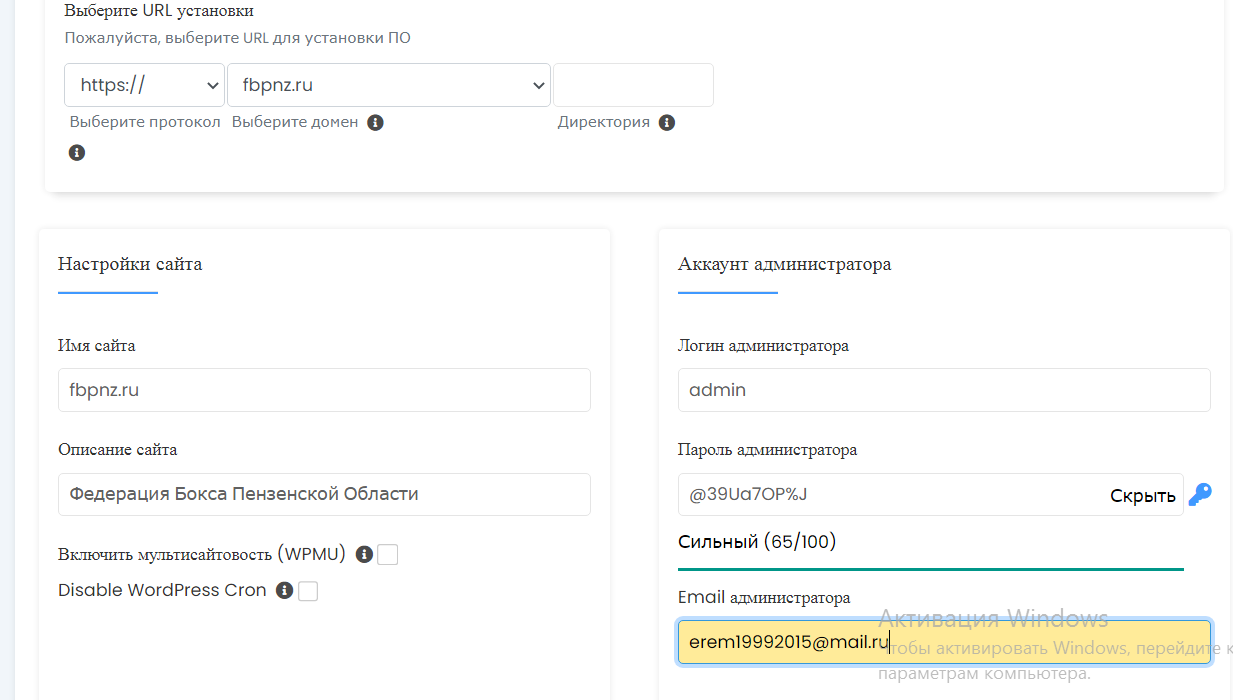 Выберите URL установки
Пожалуйста, выберите URL для установки ПО
https:// fbpnz.ru
Выберите протокол Выберите домен Директория
Настройки сайта
Имя сайта
fbpnz.ru
Описание сайта
Федерация Бокса Пензенской Области
Включить мультисайтовость (WPMU)
Disable WordPress Cron
Аккаунт администратора
Логин администратора
admin
Пароль администратора
@39Ua7OP%J Скрыть
Сильный (65/100)
Email администратора
erem19992015@mail.ru
Активация Windows
Чтобы активировать Windows, перейдите к
параметрам компьютера.